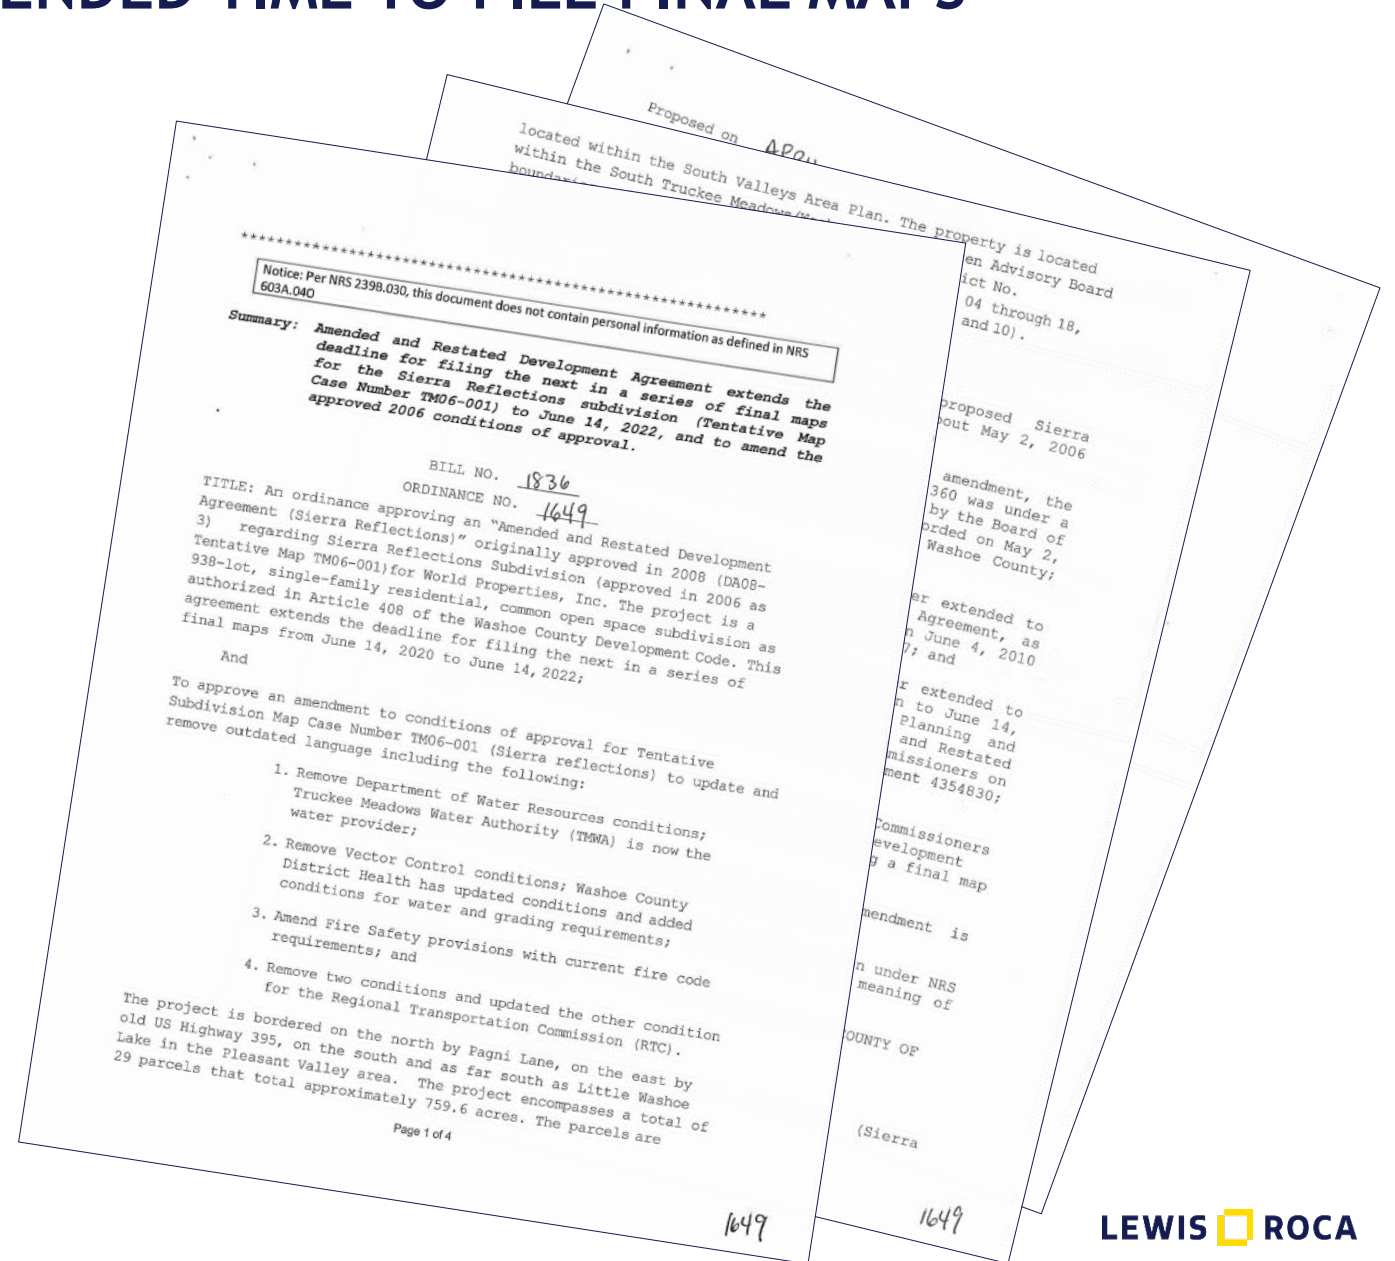 ENDED TIME TO FILE FINAL MAPS
Proposed on
located within the South Valleys Area Plan. The property is located
within the South Truckee Meadows
en Advisory Board
ict No.
04 through 18,
and 10).
proposed Sierra
bout May 2, 2006
amendment, the
360 was under a
by the Board of
orded on May 2,
Washoe County;
er extended to
Agreement, as
n June 4, 2010
7; and
r extended to
n to June 14,
Planning and
and Restated
missioners on
ment 4354830;
Commissioners
evelopment
g a final map
mendment is
n under NRS
meaning of
OUNTY OF
(Sierra
1649
**********************************************************************
Notice: Per NRS 239B.030, this document does not contain personal information as defined in NRS
603A.040
Summary: Amended and Restated Development Agreement extends the
deadline for filing the next in a series of final maps
for the Sierra Reflections subdivision (Tentative Map
Case Number TM06-001) to June 14, 2022, and to amend the
approved 2006 conditions of approval.
BILL NO. 1836
ORDINANCE NO. 1649
TITLE: An ordinance approving an "Amended and Restated Development
Agreement (Sierra Reflections)" originally approved in 2008 (DA08-
3) regarding Sierra Reflections Subdivision (approved in 2006 as
Tentative Map TM06-001)for World Properties, Inc. The project is a
938-lot, single-family residential, common open space subdivision as
authorized in Article 408 of the Washoe County Development Code. This
agreement extends the deadline for filing the next in a series of
final maps from June 14, 2020 to June 14, 2022;
And
To approve an amendment to conditions of approval for Tentative
Subdivision Map Case Number TM06-001 (Sierra reflections) to update and
remove outdated language including the following:
1. Remove Department of Water Resources conditions;
Truckee Meadows Water Authority (TMWA) is now the
water provider;
2. Remove Vector Control conditions; Washoe County
District Health has updated conditions and added
conditions for water and grading requirements;
3. Amend Fire Safety provisions with current fire code
requirements; and
4. Remove two conditions and updated the other condition
for the Regional Transportation Commission (RTC).
The project is bordered on the north by Pagni Lane, on the east by
old US Highway 395, on the south and as far south as Little Washoe
Lake in the Pleasant Valley area. The project encompasses a total of
29 parcels that total approximately 759.6 acres. The parcels are
Page 1 of 4
1649
LEWIS ROCA